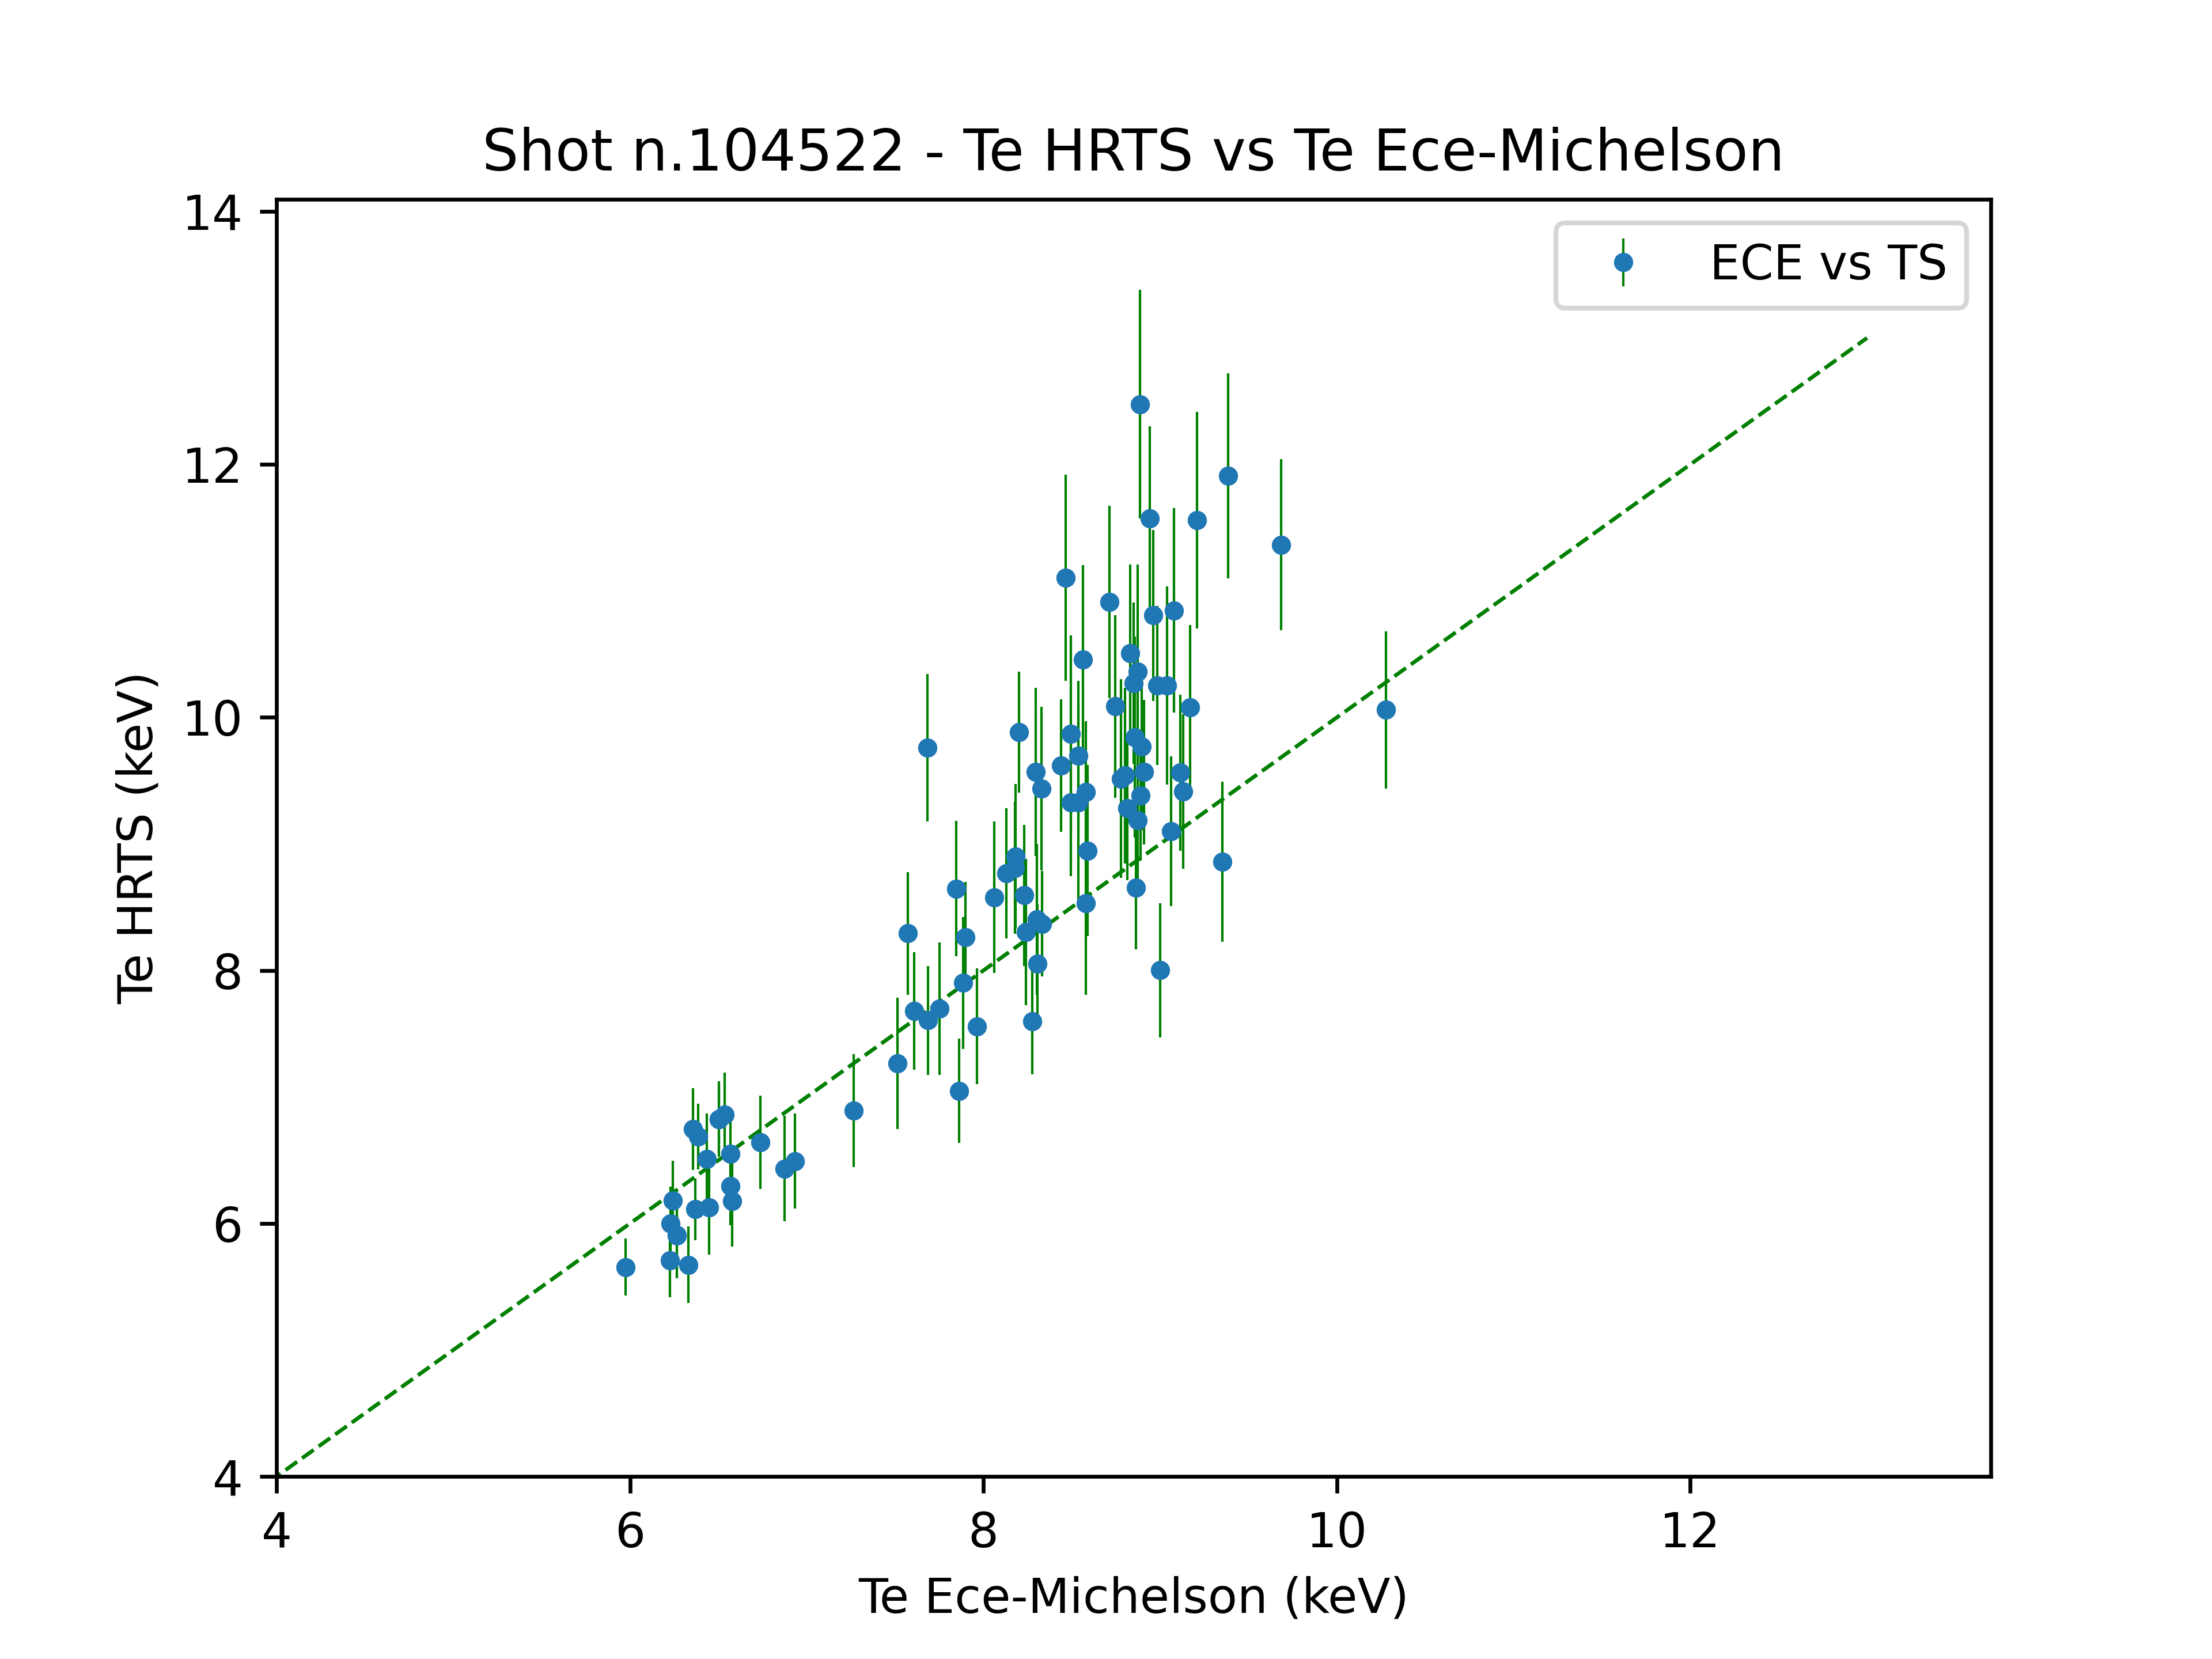 Shot n.104522 - Te HRTS vs Te Ece-Michelson
ECE vs TS
14
12
10
8
6
4
Te HRTS (keV)
4 6 8 10 12
Te Ece-Michelson (keV)